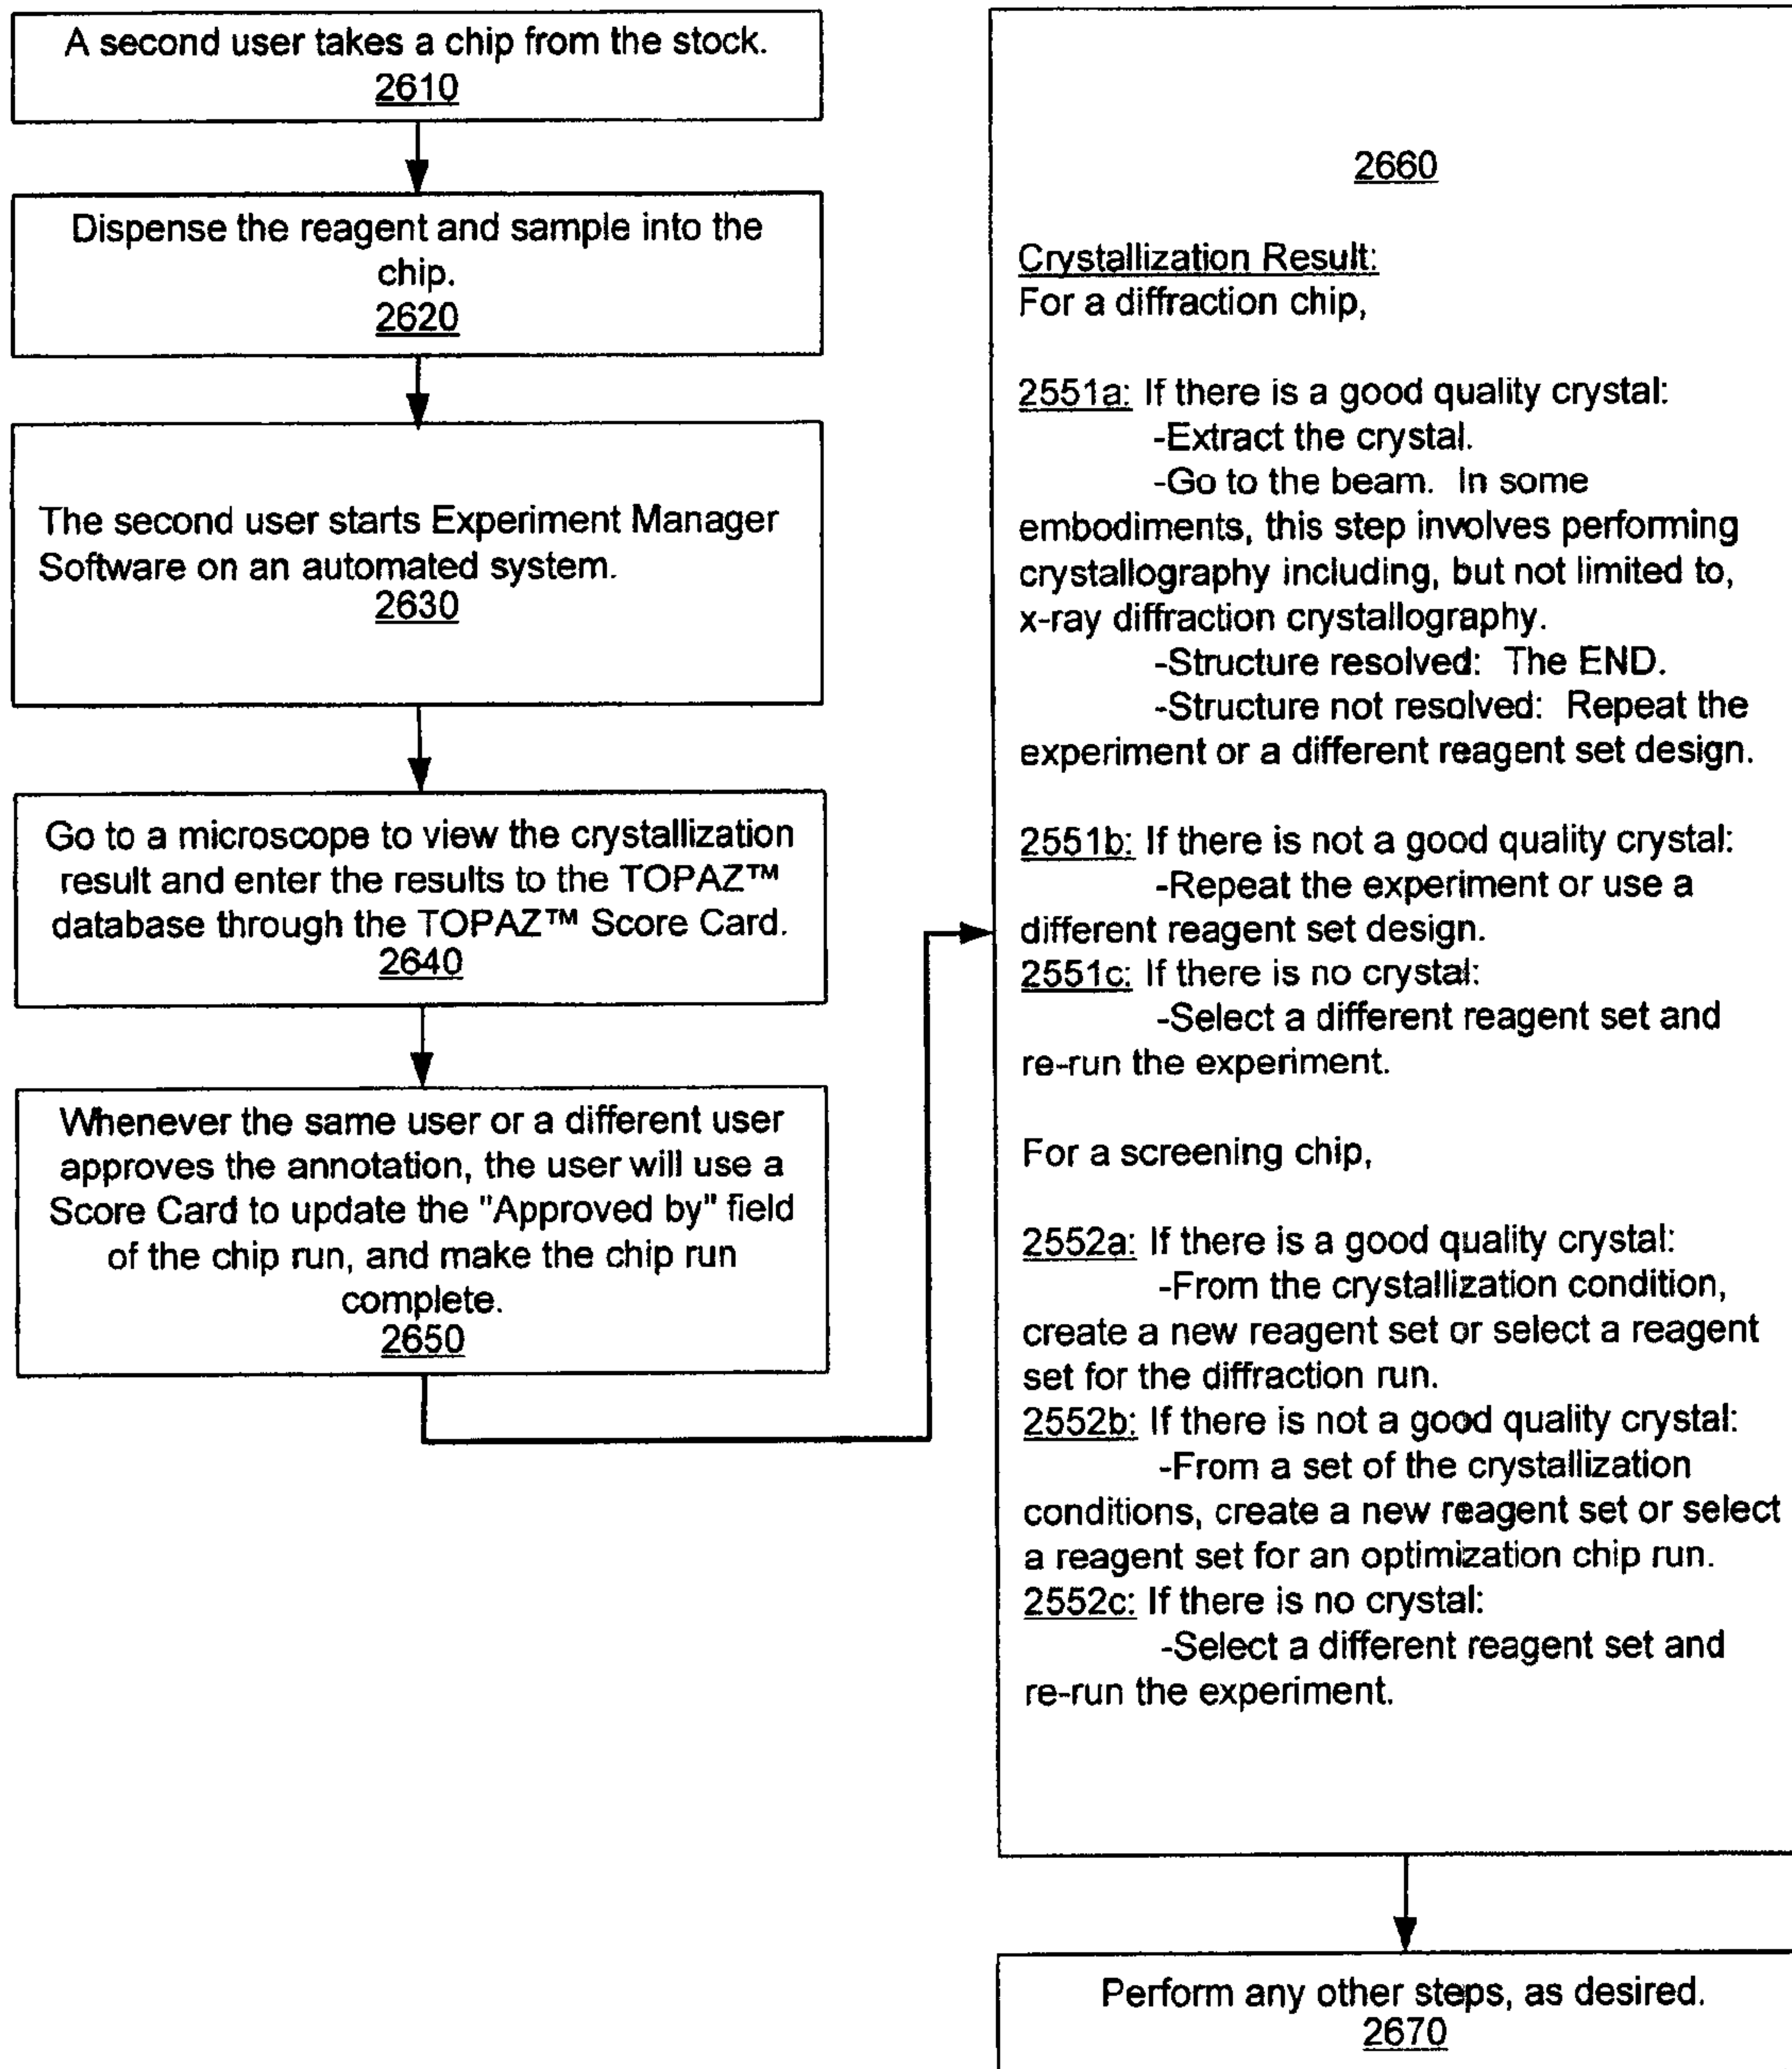 A second user takes a chip from the stock.
2610
Dispense the reagent and sample into the
chip.
2620
The second user starts Experiment Manager
Software on an automated system.
2630
Go to a microscope to view the crystallization
result and enter the results to the TOPAZ™
database through the TOPAZ™ Score Card.
2640
Whenever the same user or a different user
approves the annotation, the user will use a
Score Card to update the "Approved by" field
of the chip run, and make the chip run
complete.
2650
2660
Crystallization Result:
For a diffraction chip,
2551a: If there is a good quality crystal:
-Extract the crystal.
-Go to the beam. In some
embodiments, this step involves performing
crystallography including, but not limited to,
x-ray diffraction crystallography.
-Structure resolved: The END.
-Structure not resolved: Repeat the
experiment or a different reagent set design.
2551b: If there is not a good quality crystal:
-Repeat the experiment or use a
different reagent set design.
2551c: If there is no crystal:
-Select a different reagent set and
re-run the experiment.
For a screening chip,
2552a: If there is a good quality crystal:
-From the crystallization condition,
create a new reagent set or select a reagent
set for the diffraction run.
2552b: If there is not a good quality crystal:
-From a set of the crystallization
conditions, create a new reagent set or select
a reagent set for an optimization chip run.
2552c: If there is no crystal:
-Select a different reagent set and
re-run the experiment.
Perform any other steps, as desired.
2670